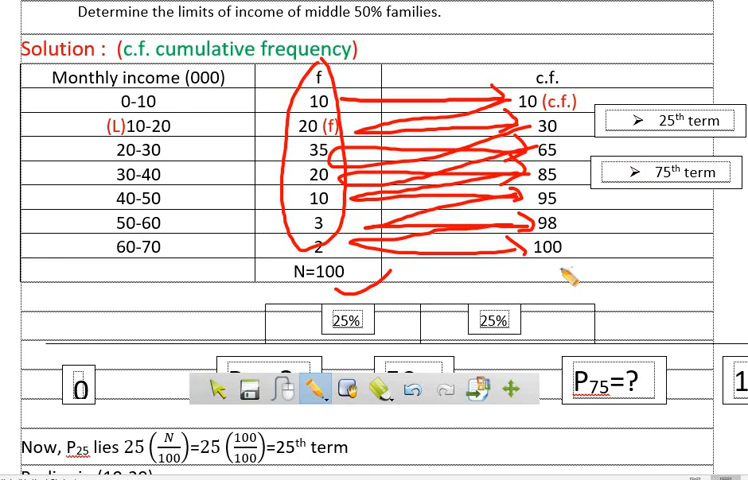 Determine the limits of income of middle 50% families.
Solution : (c.f. cumulative frequency)
Monthly income (000) f c.f.
0-10 10 10 (c.f.)
(L)10-20 20 (f) 30
➢ 25th term
20-30 35 65
30-40 20 85
➢ 75th term
40-50 10 95
50-60 3 98
60-70 2 100
N=100
25% 25%
0 P75=? 1
Now, P25 lies 25 (N/100)=25 (100/100)=25th term